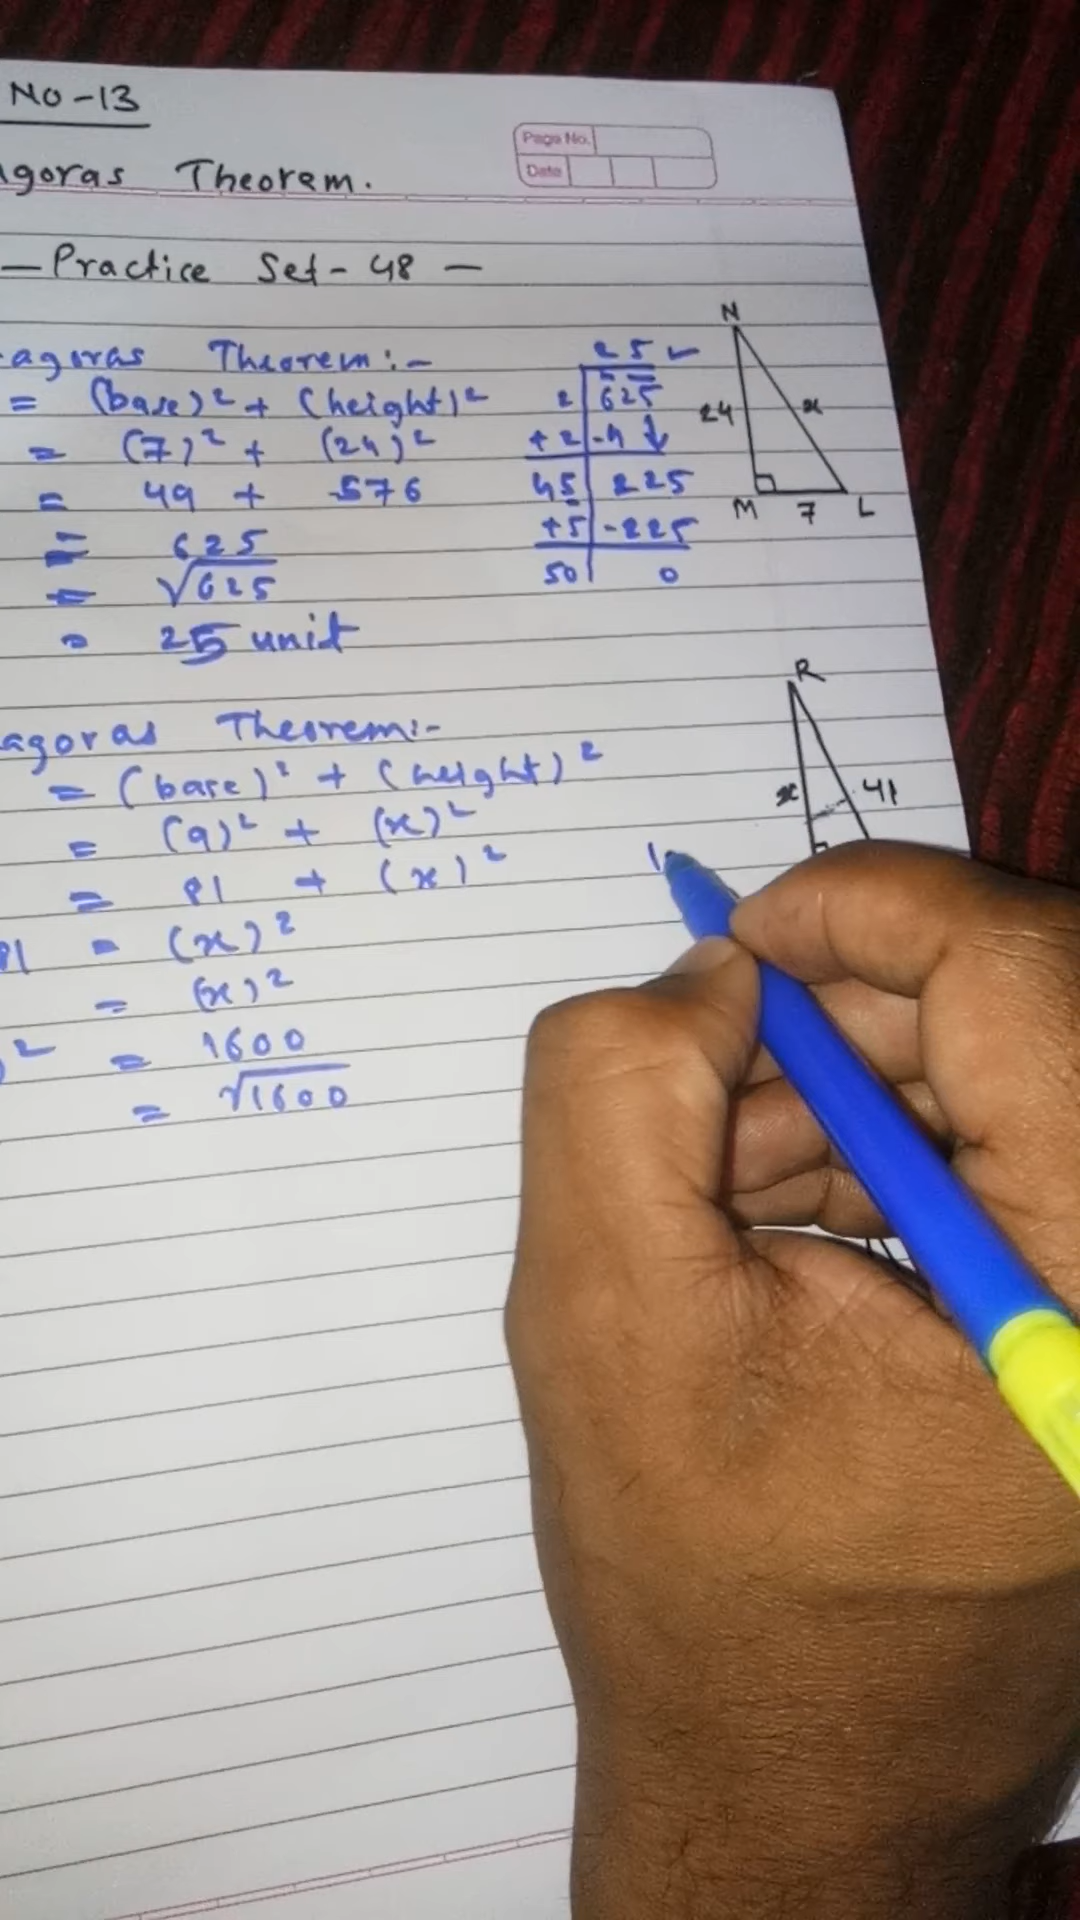 No -13
Page No.
Date
agoras Theorem.
— Practice Set - 48 —
agoras Theorem :-
= (base)² + (height)²
= (7)² + (24)²
= 49 + 576
= 625
= √625
= 25 unit
25 ✓
2 625
+2 -4 ↓
45 225
+5 -225
50 0
N
24 x
M 7 L
agoras Theorem:-
= (base)² + (height)²
= (9)² + (x)²
= 81 + (x)²
81 = (x)²
= (x)²
)² = 1600
= √1600
R
x 41